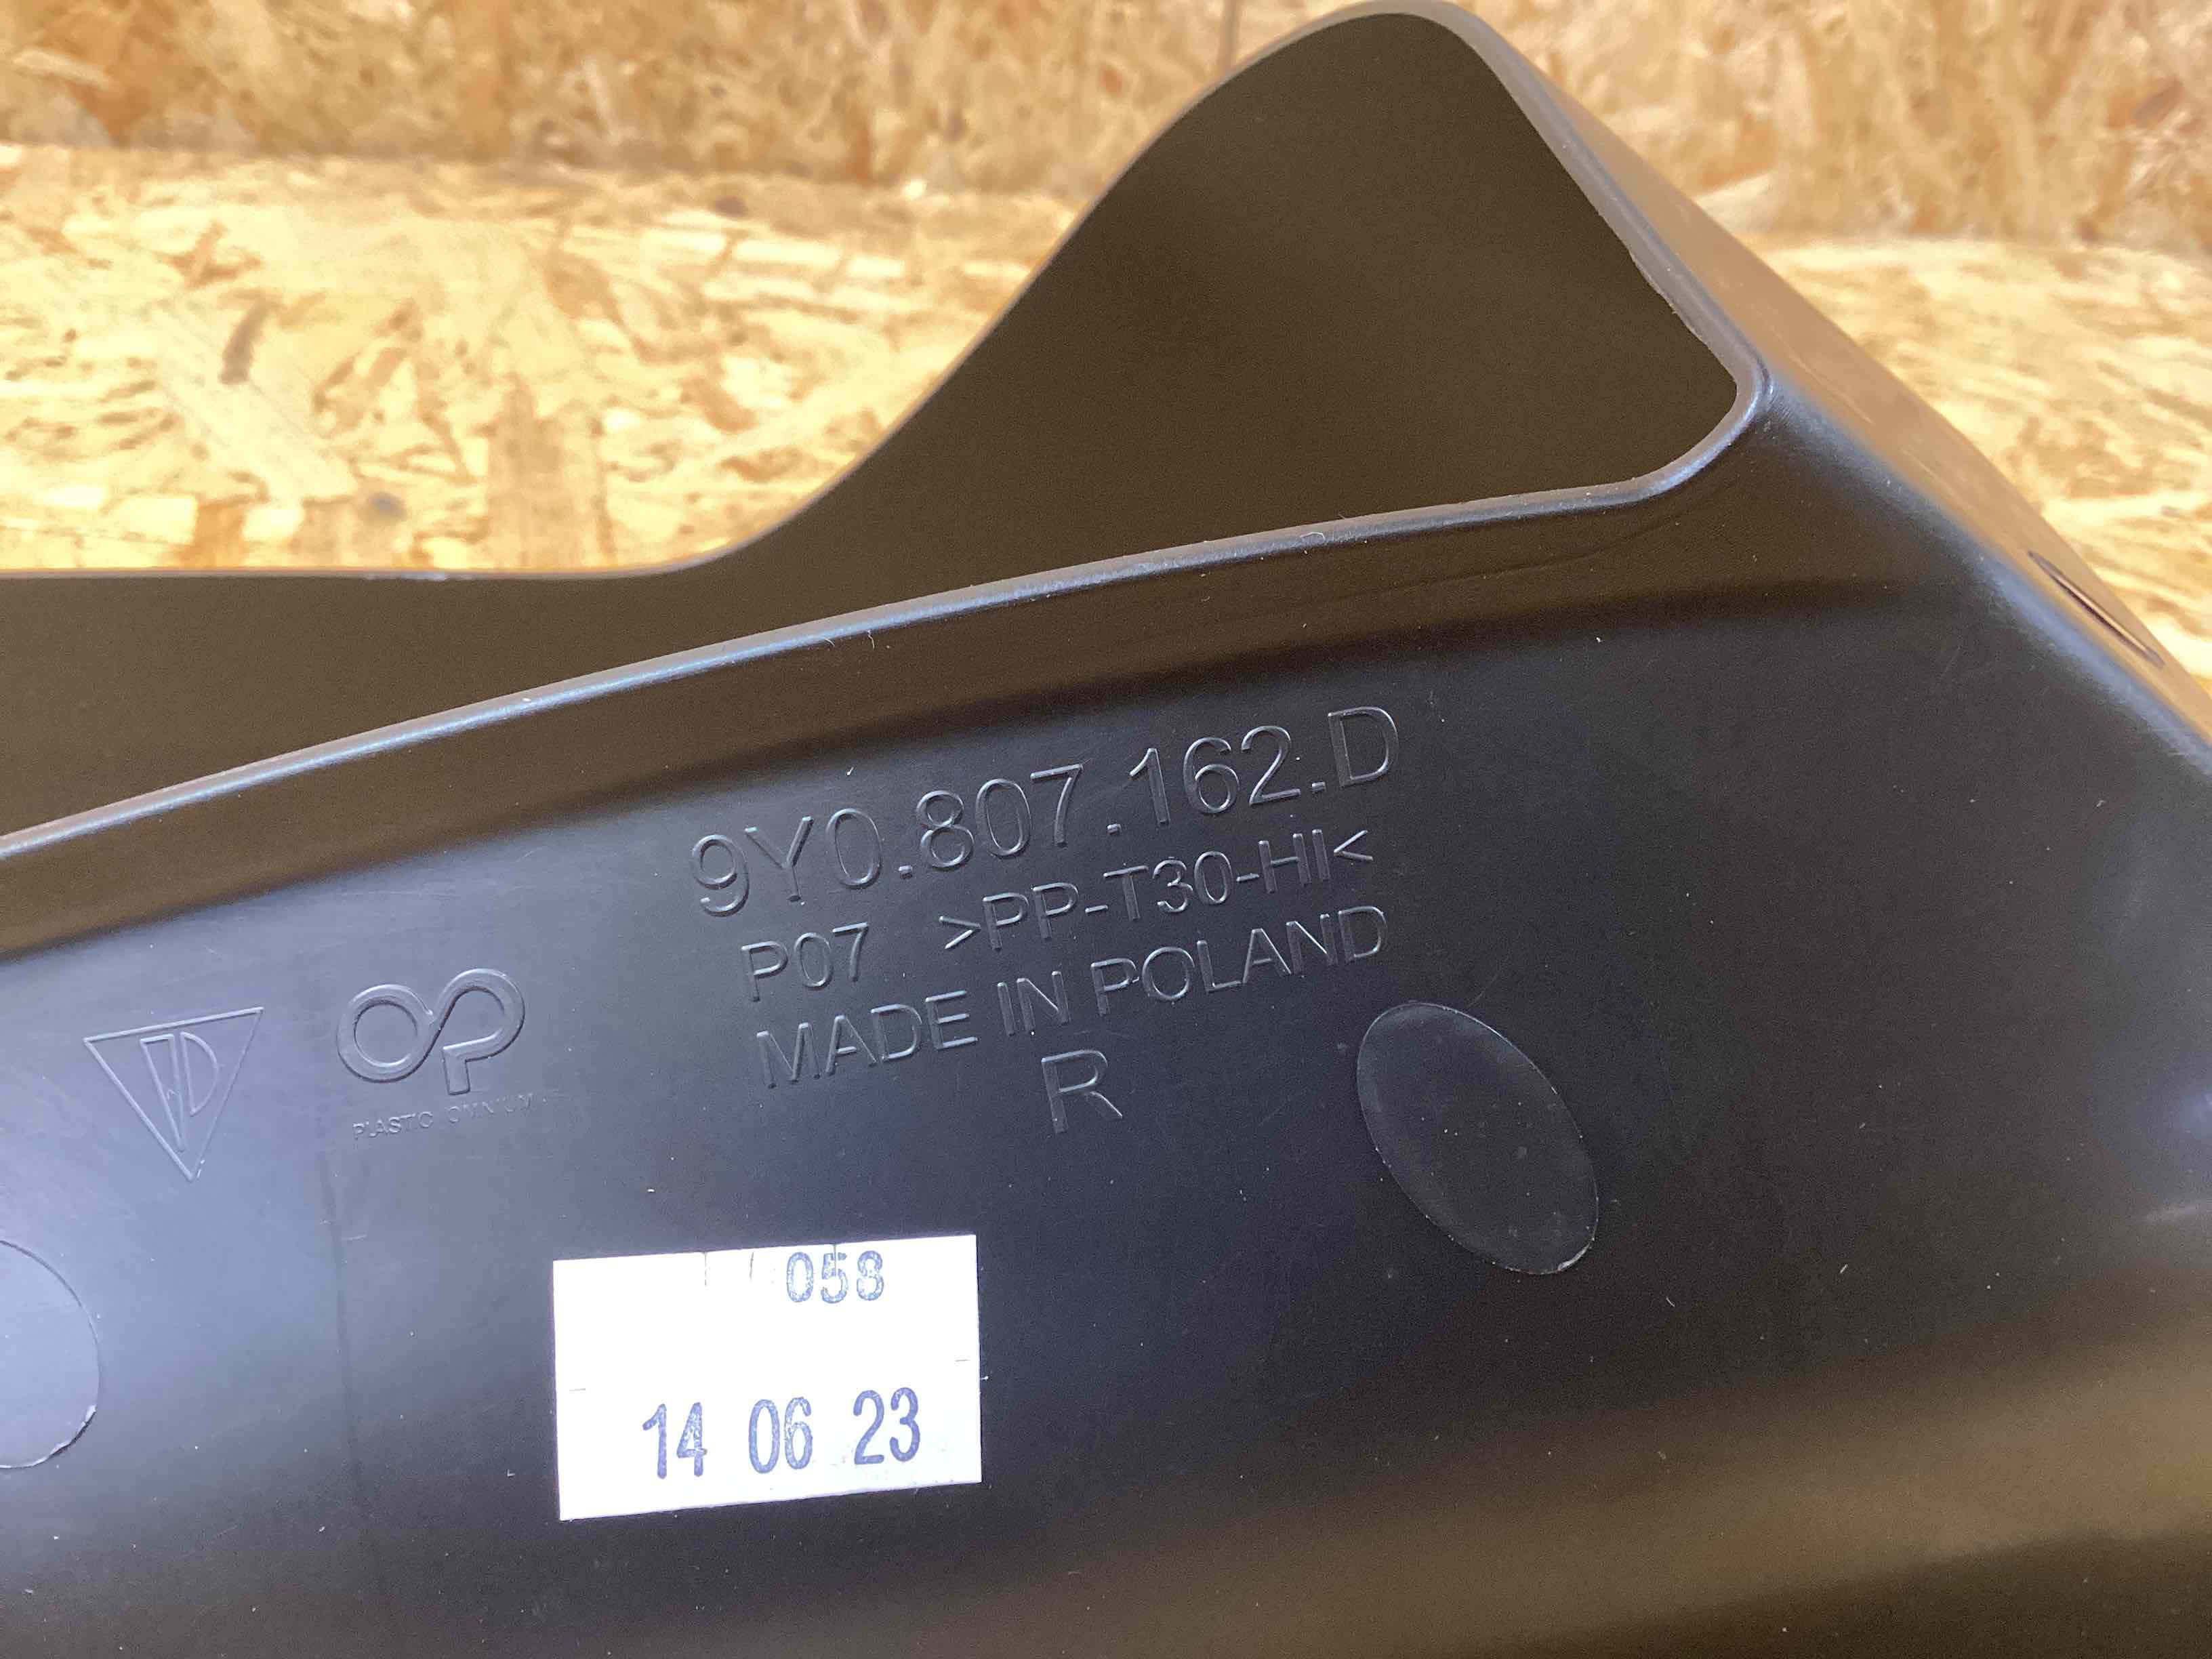 9Y0.807.162.D
P07 >PP-T30-HI<
MADE IN POLAND
R
PLASTIC OMNIUM
058
14 06 23